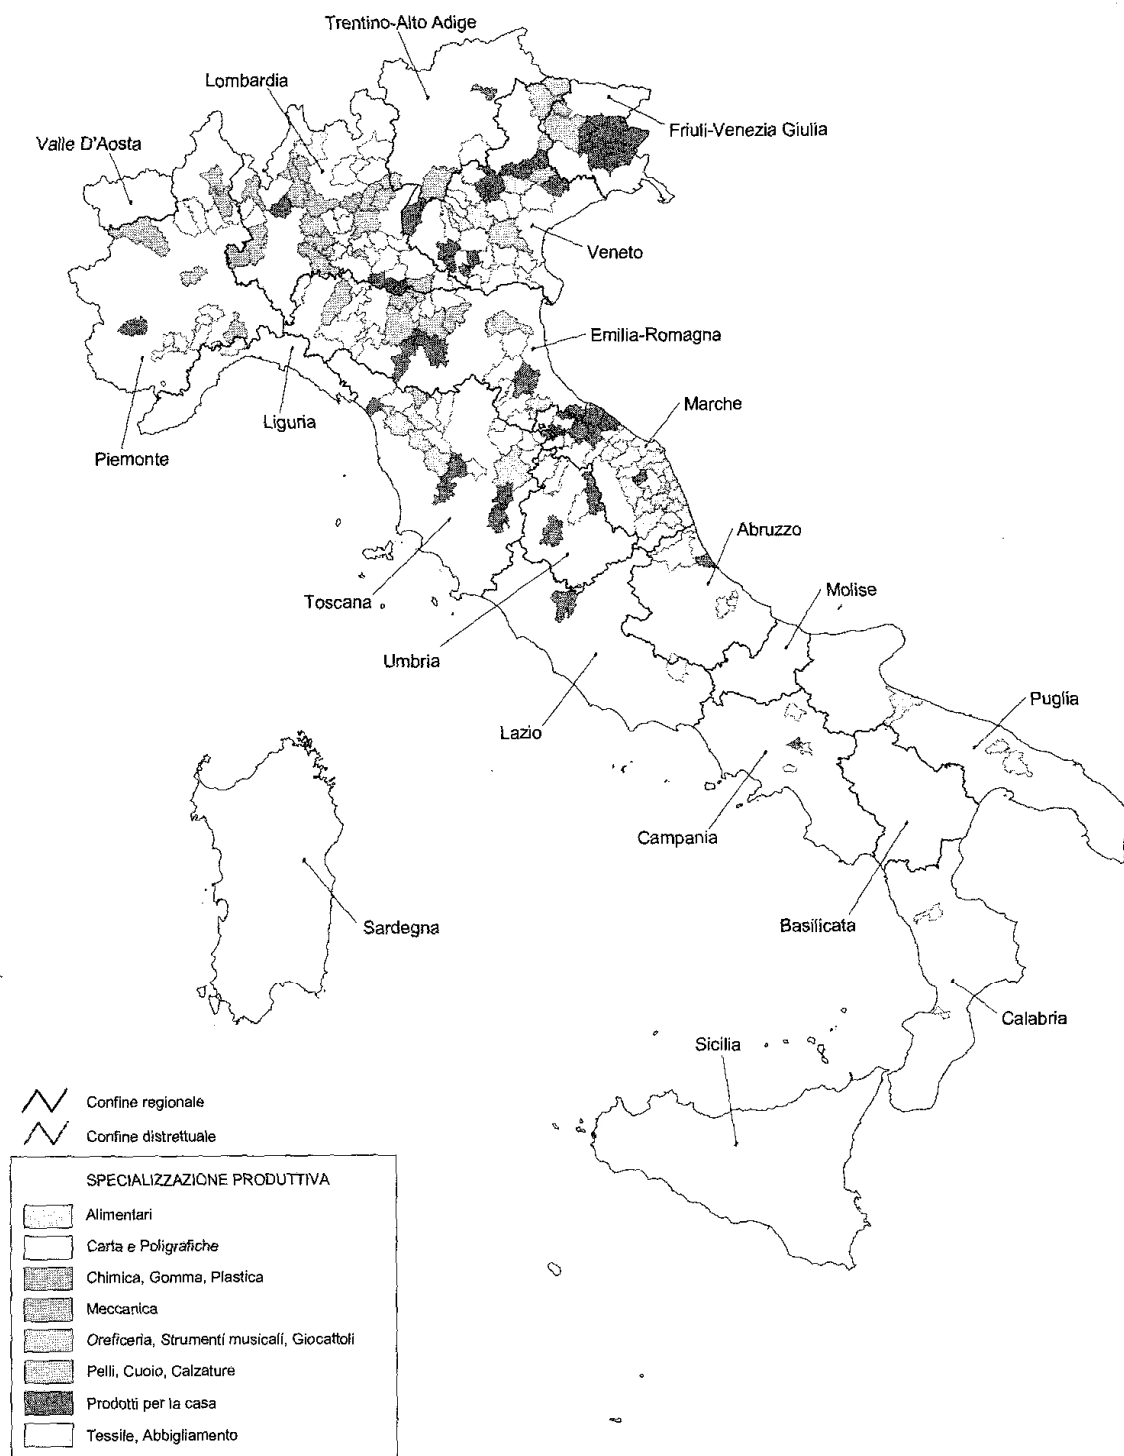 Trentino-Alto Adige
Lombardia
Valle D'Aosta
Friuli-Venezia Giulia
Veneto
Emilia-Romagna
Marche
Liguria
Piemonte
Abruzzo
Molise
Toscana
Umbria
Lazio
Puglia
Campania
Basilicata
Sardegna
Calabria
Sicilia
Confine regionale
Confine distrettuale
SPECIALIZZAZIONE PRODUTTIVA
Alimentari
Carta e Poligrafiche
Chimica, Gomma, Plastica
Meccanica
Oreficeria, Strumenti musicali, Giocattoli
Pelli, Cuoio, Calzature
Prodotti per la casa
Tessile, Abbigliamento